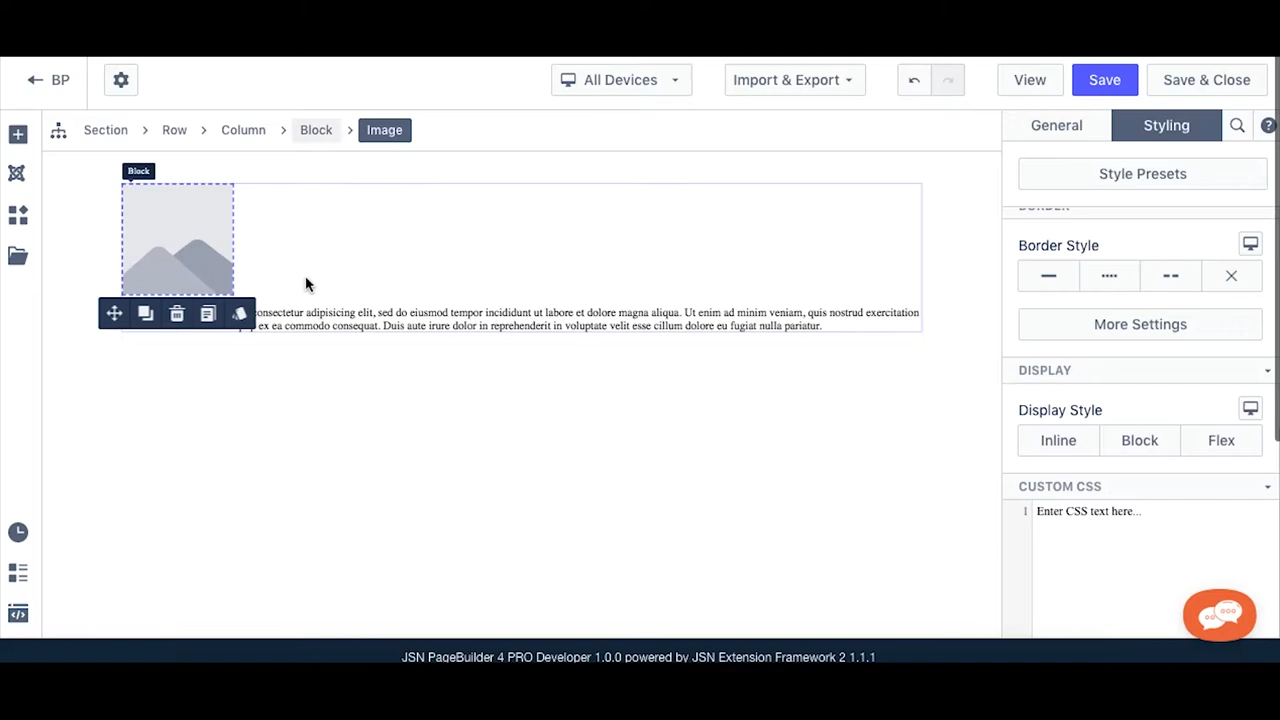 BP
All Devices
Import & Export
View
Save
Save & Close
Section
Row
Column
Block
Image
General
Styling
Style Presets
Block
Border Style
More Settings
consectetur adipisicing elit, sed do eiusmod tempor incididunt ut labore et dolore magna aliqua. Ut enim ad minim veniam, quis nostrud exercitation
ex ea commodo consequat. Duis aute irure dolor in reprehenderit in voluptate velit esse cillum dolore eu fugiat nulla pariatur.
DISPLAY
Display Style
Inline
Block
Flex
CUSTOM CSS
1 Enter CSS text here...
JSN PageBuilder 4 PRO Developer 1.0.0 powered by JSN Extension Framework 2 1.1.1